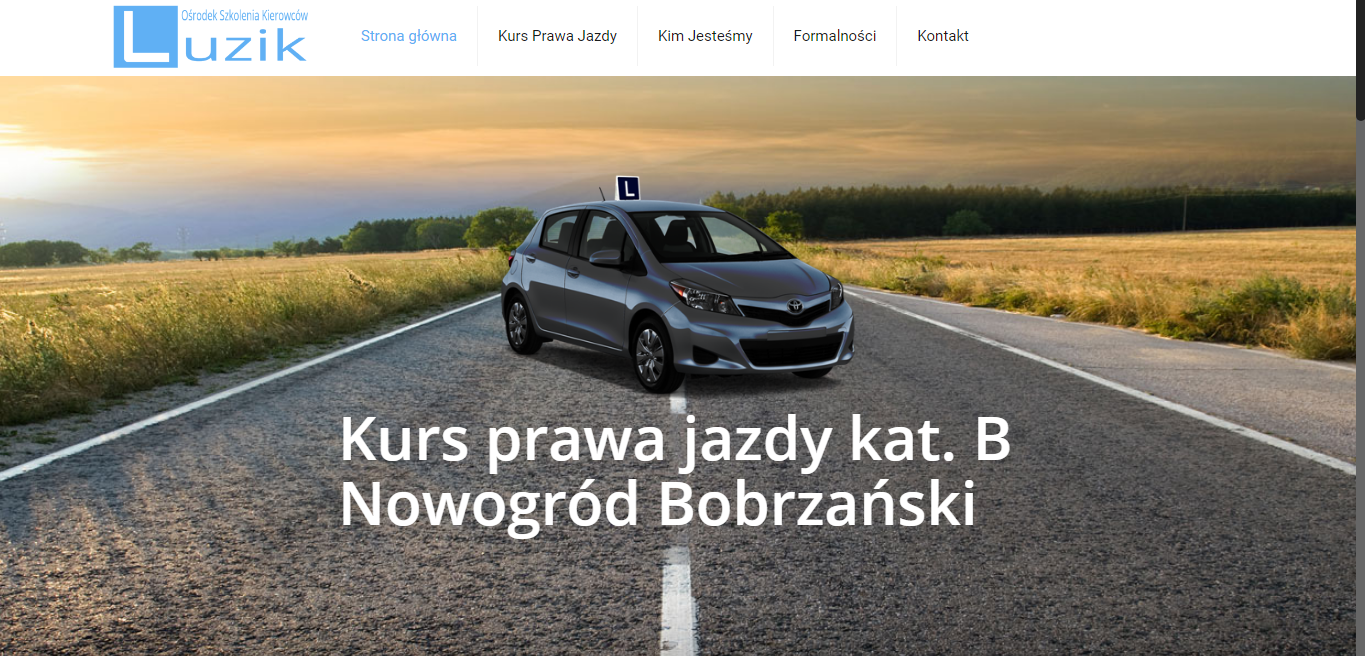 Ośrodek Szkolenia Kierowców
Luzik
Strona główna
Kurs Prawa Jazdy
Kim Jesteśmy
Formalności
Kontakt
L
Kurs prawa jazdy kat. B
Nowogród Bobrzański